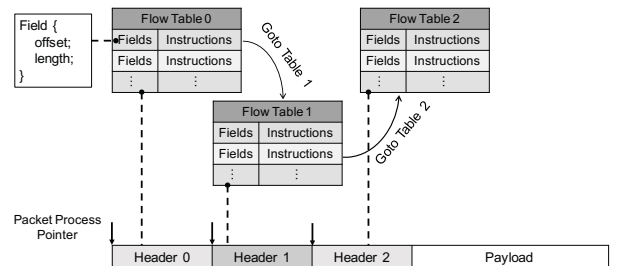 Field {
offset;
length;
}
Flow Table 0
Fields Instructions
Fields Instructions
⋮ ⋮
Goto Table 1
Flow Table 1
Fields Instructions
Fields Instructions
⋮ ⋮
Goto Table 2
Flow Table 2
Fields Instructions
Fields Instructions
⋮ ⋮
Packet Process
Pointer
Header 0 Header 1 Header 2 Payload